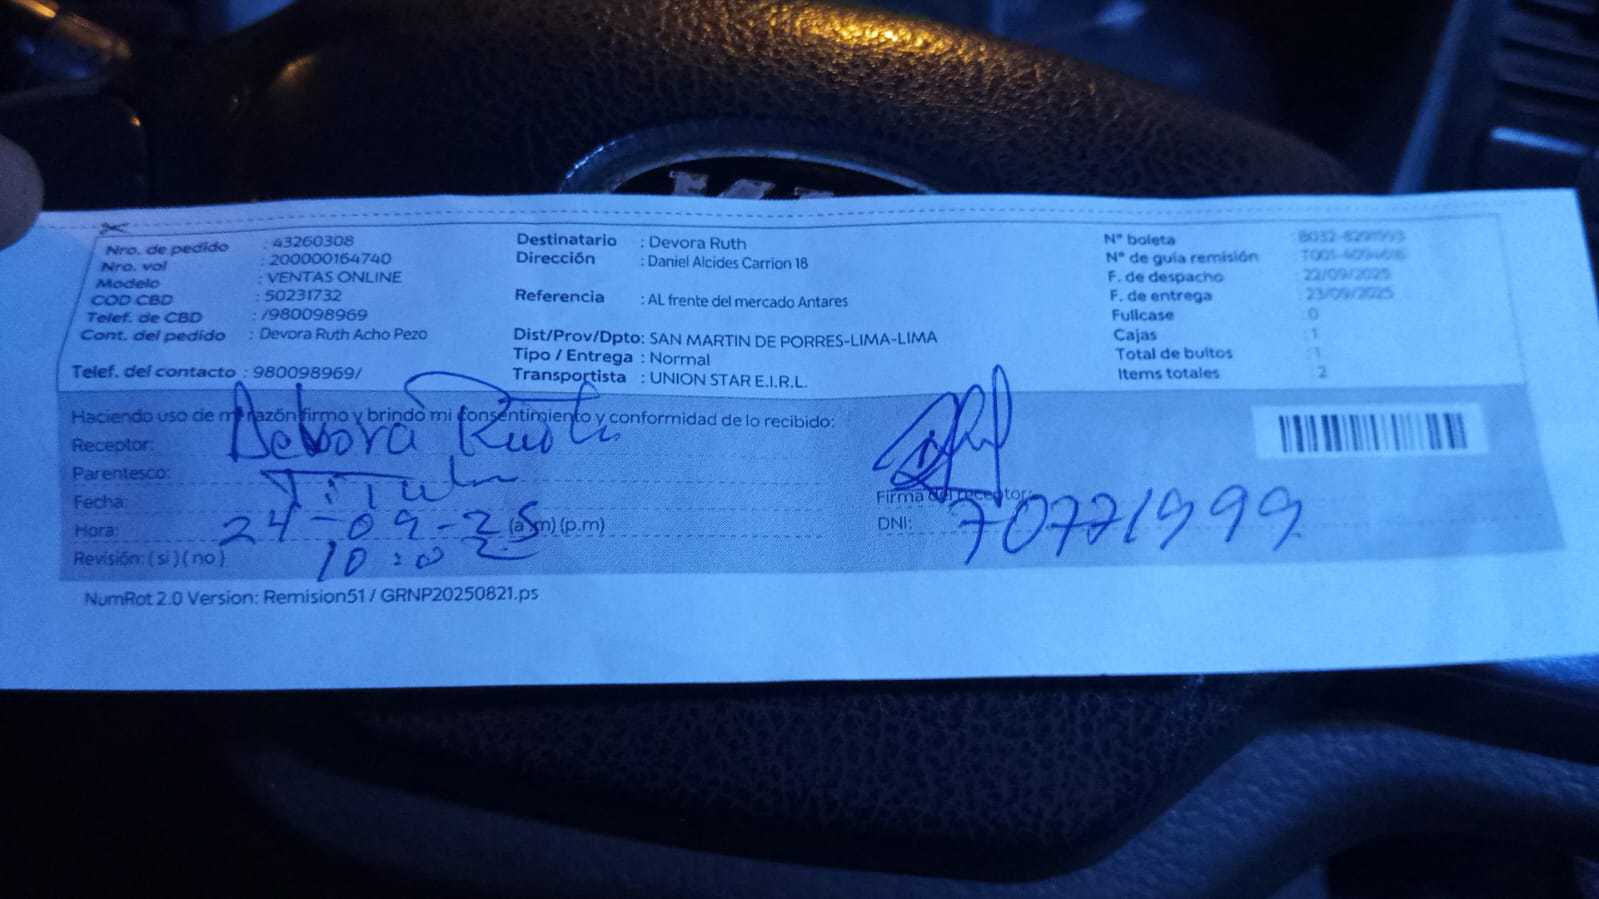 Nro. de pedido : 43260308
Nro. vol : 200000164740
Modelo : VENTAS ONLINE
COD CBD : 50231732
Telef. de CBD : /980098969
Cont. del pedido : Devora Ruth Acho Pezo
Telef. del contacto : 980098969/
Destinatario : Devora Ruth
Dirección : Daniel Alcides Carrion 18
Referencia : AL frente del mercado Antares
Dist/Prov/Dpto: SAN MARTIN DE PORRES-LIMA-LIMA
Tipo / Entrega : Normal
Transportista : UNION STAR E.I.R.L.
N° boleta
N° de guía remisión
F. de despacho : 22/09/2025
F. de entrega : 23/09/2025
Fullcase : 0
Cajas : 1
Total de bultos : 1
Items totales : 2
Haciendo uso de mi razón firmo y brindo mi consentimiento y conformidad de lo recibido:
Receptor: Debora Ruth
Parentesco: Titular
Fecha: 24-09-25
Hora: 10:20 (a.m) (p.m)
Revisión: ( si ) ( no )
Firma del receptor:
DNI:
NumRot 2.0 Version: Remision51 / GRNP20250821.ps